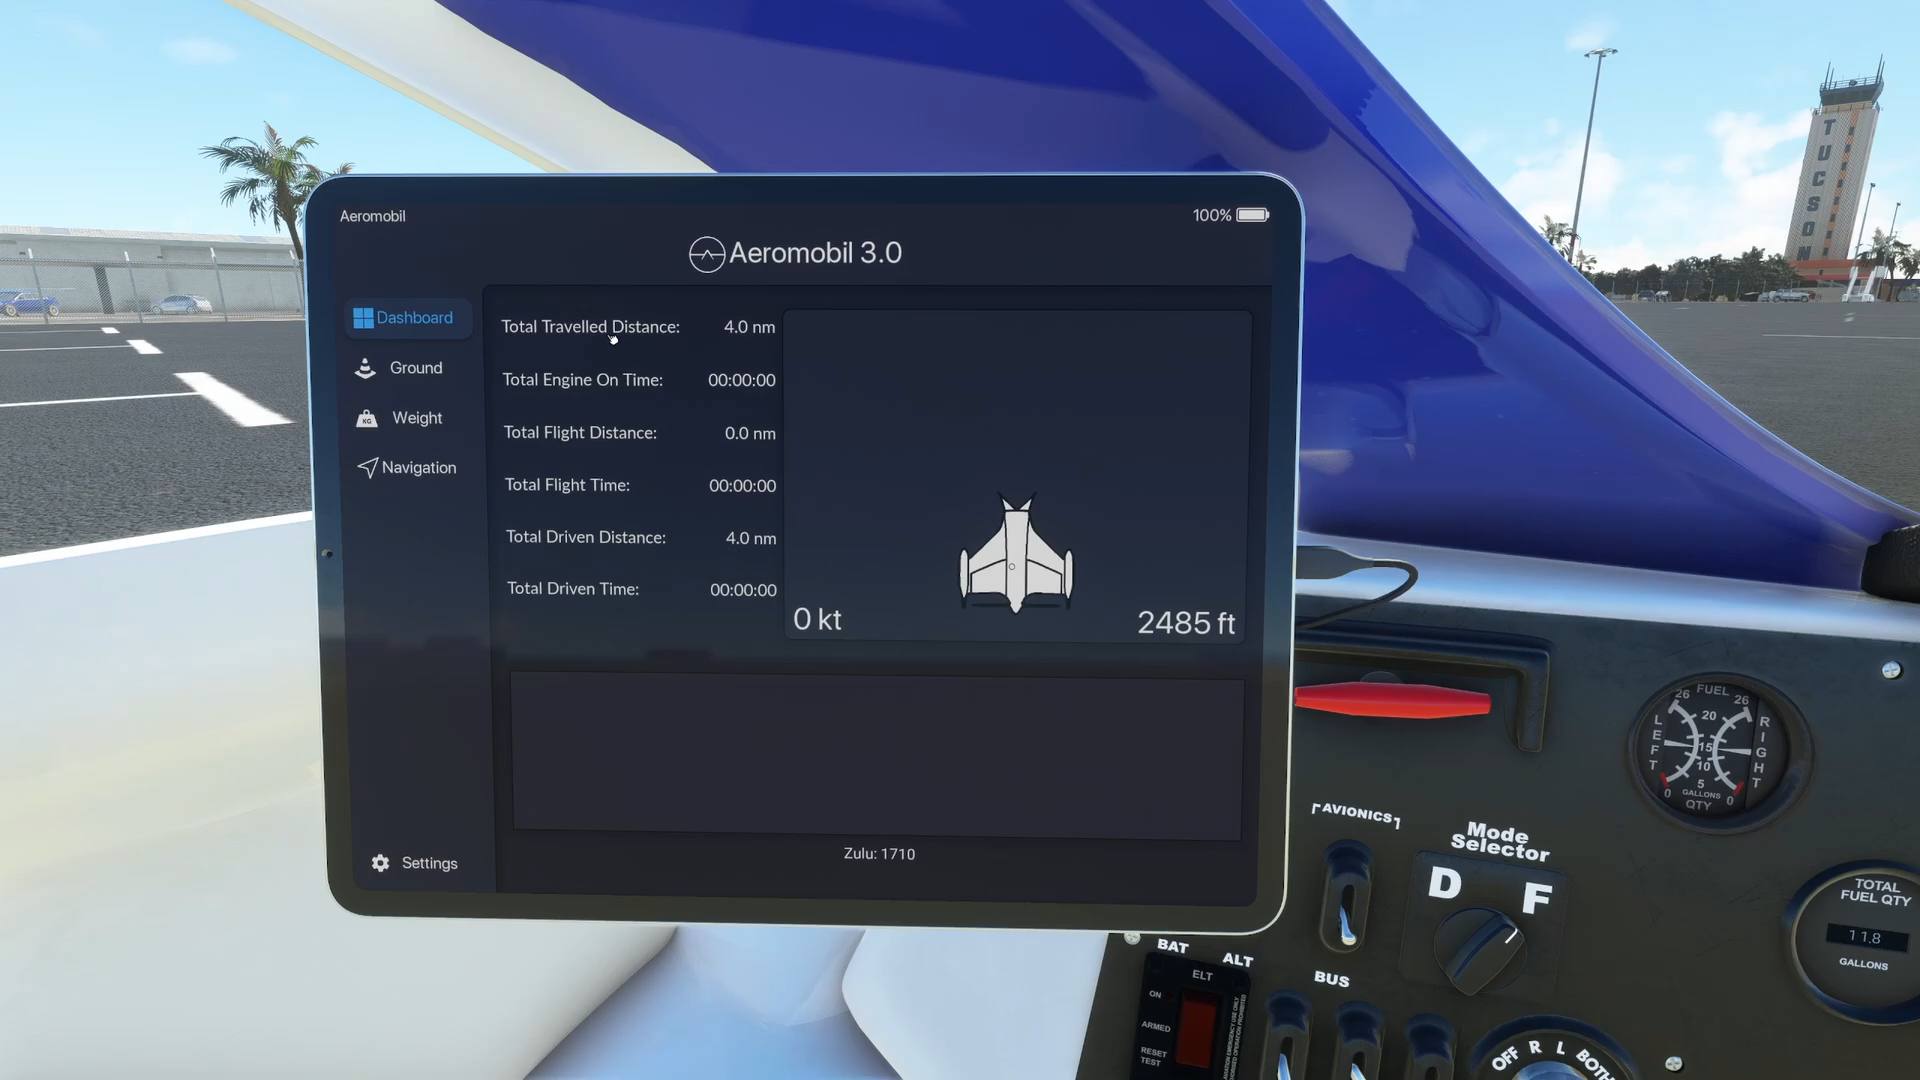 TUCSON
Aeromobil
100%
Aeromobil 3.0
Dashboard
Ground
KG
Weight
Navigation
Settings
Total Travelled Distance: 4.0 nm
Total Engine On Time: 00:00:00
Total Flight Distance: 0.0 nm
Total Flight Time: 00:00:00
Total Driven Distance: 4.0 nm
Total Driven Time: 00:00:00
0 kt
2485 ft
Zulu: 1710
26 FUEL 26
LEFT
RIGHT
20
15
10
5
0 GALLONS 0
QTY
AVIONICS
Mode
Selector
D F
TOTAL
FUEL QTY
11.8
GALLONS
BAT ALT
BUS
ELT
ON
ARMED
RESET
TEST
OFF R L BOTH